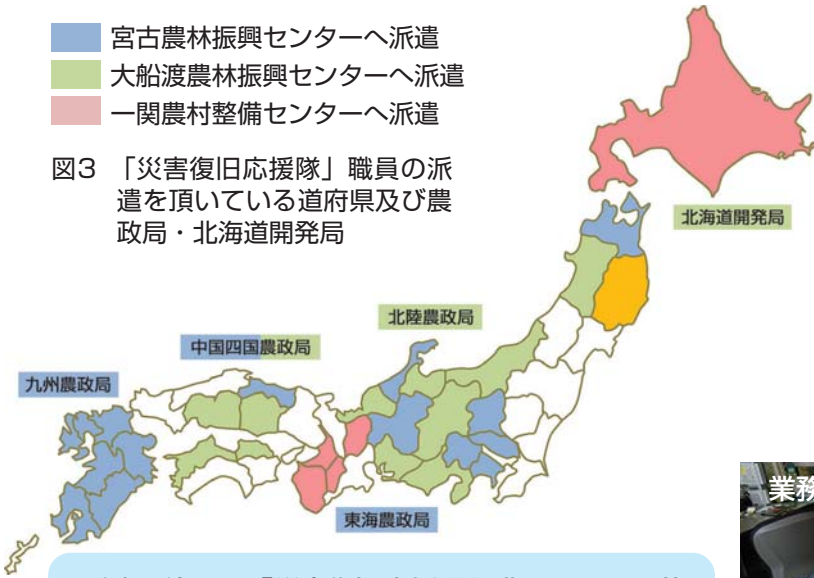 宮古農林振興センターへ派遣
大船渡農林振興センターへ派遣
一関農村整備センターへ派遣
図3 「災害復旧応援隊」職員の派
遣を頂いている道府県及び農
政局・北海道開発局
北海道開発局
北陸農政局
中国四国農政局
九州農政局
東海農政局
業務